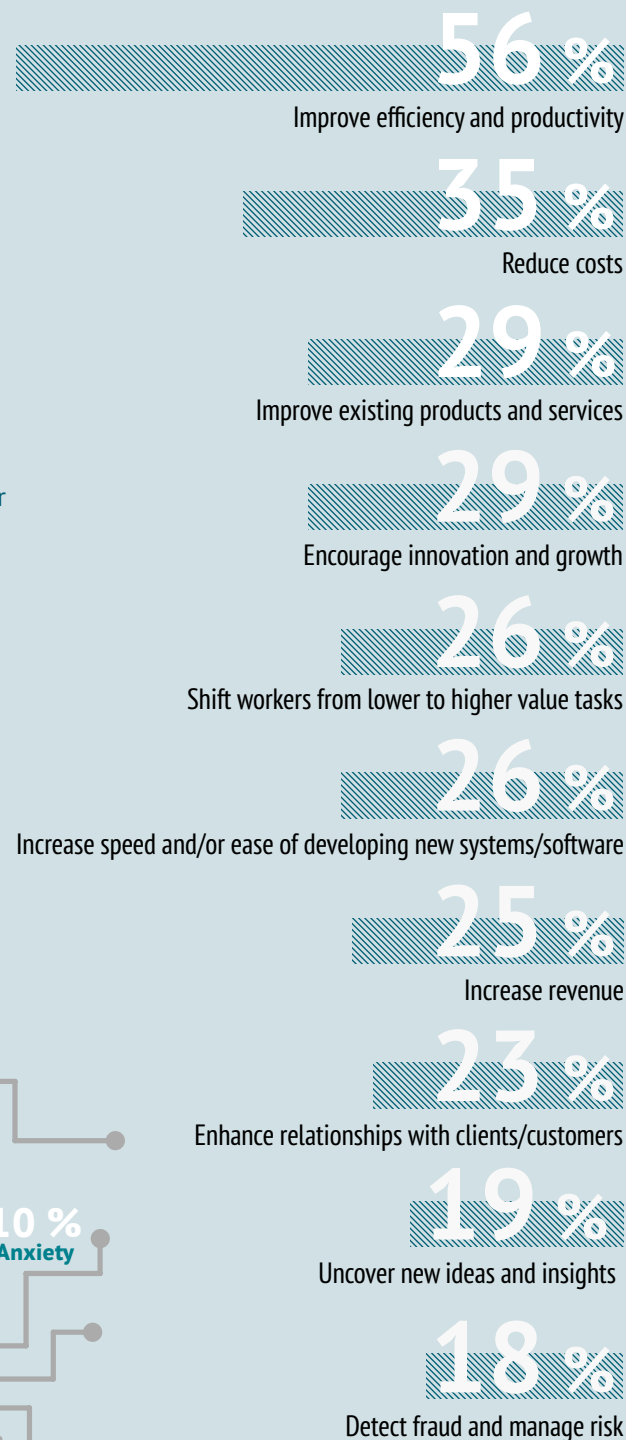 56 %
Improve efficiency and productivity
35 %
Reduce costs
29 %
Improve existing products and services
29 %
Encourage innovation and growth
26 %
Shift workers from lower to higher value tasks
26 %
Increase speed and/or ease of developing new systems/software
25 %
Increase revenue
23 %
Enhance relationships with clients/customers
10 %
Anxiety
19 %
Uncover new ideas and insights
18 %
Detect fraud and manage risk